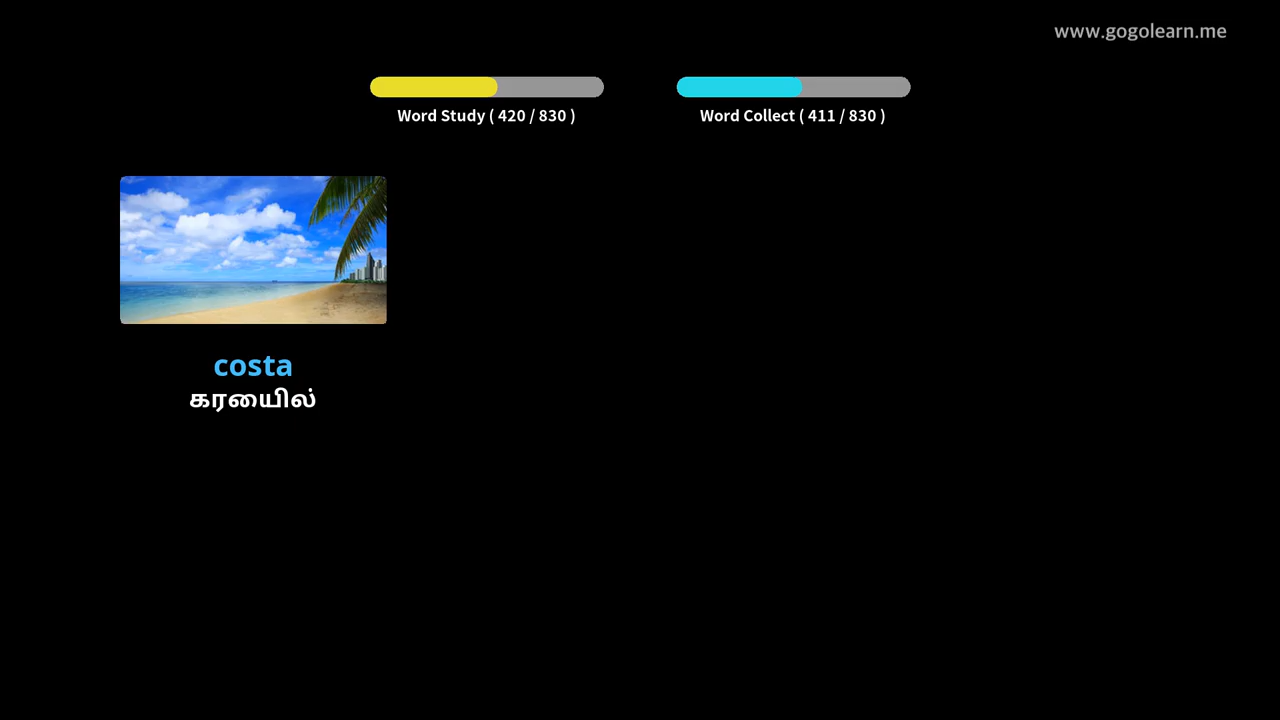 www.gogolearn.me
Word Study ( 420 / 830 )
Word Collect ( 411 / 830 )
costa
கரையில்